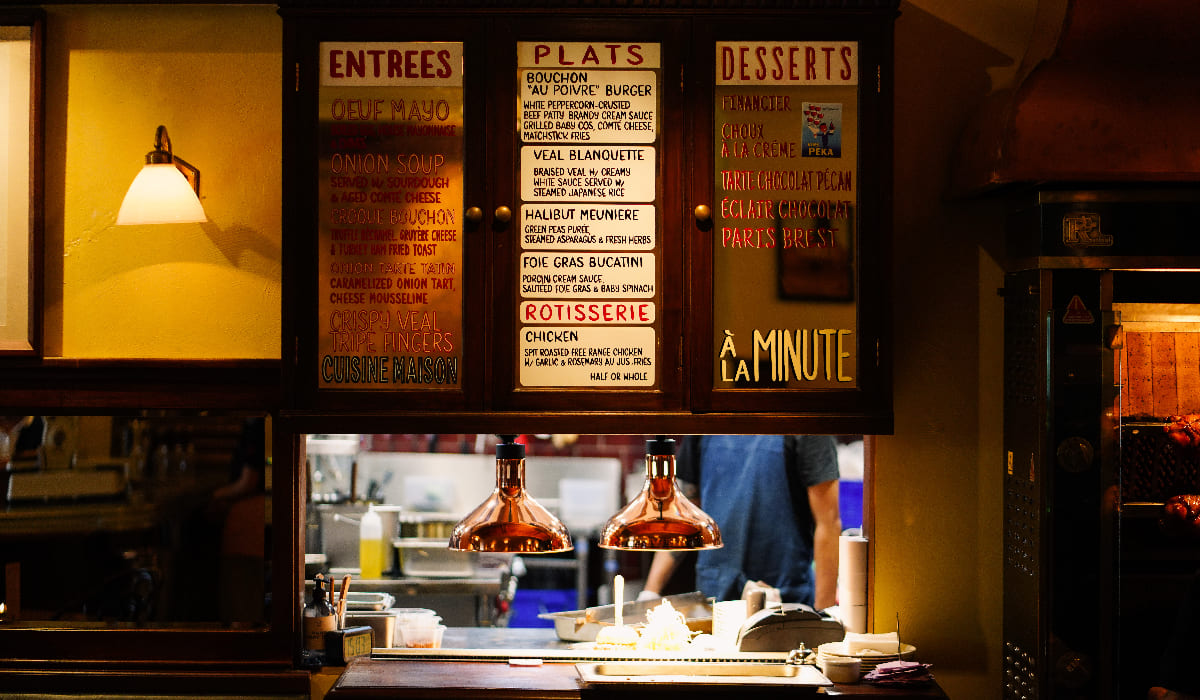 ENTREES
OEUF MAYO
ONION SOUP
SERVED W/ SOURDOUGH
& AGED COMTE CHEESE
CROQUE BOUCHON
TRUFFLE BECHAMEL, GRUYÈRE CHEESE
& TURKEY HAM FRIED TOAST
ONION TARTE TATIN
CARAMELIZED ONION TART,
CHEESE MOUSSELINE
CRISPY VEAL
TRIPE FINGERS
CUISINE MAISON
PLATS
BOUCHON
"AU POIVRE" BURGER
WHITE PEPPERCORN-CRUSTED
BEEF PATTY, BRANDY CREAM SAUCE
GRILLED BABY COS, COMTÉ CHEESE,
MATCHSTICK FRIES
VEAL BLANQUETTE
BRAISED VEAL W/ CREAMY
WHITE SAUCE SERVED W/
STEAMED JAPANESE RICE
HALIBUT MEUNIERE
GREEN PEAS PURÉE,
STEAMED ASPARAGUS & FRESH HERBS
FOIE GRAS BUCATINI
PORCINI CREAM SAUCE,
SAUTÉED FOIE GRAS & BABY SPINACH
ROTISSERIE
CHICKEN
SPIT ROASTED FREE RANGE CHICKEN
W/ GARLIC & ROSEMARY AU JUS, FRIES
HALF OR WHOLE
DESSERTS
FINANCIER
CHOUX
À LA CRÉME
PEKA
TARTE CHOCOLAT PÉCAN
ÉCLAIR CHOCOLAT
PARIS BREST
À LA MINUTE